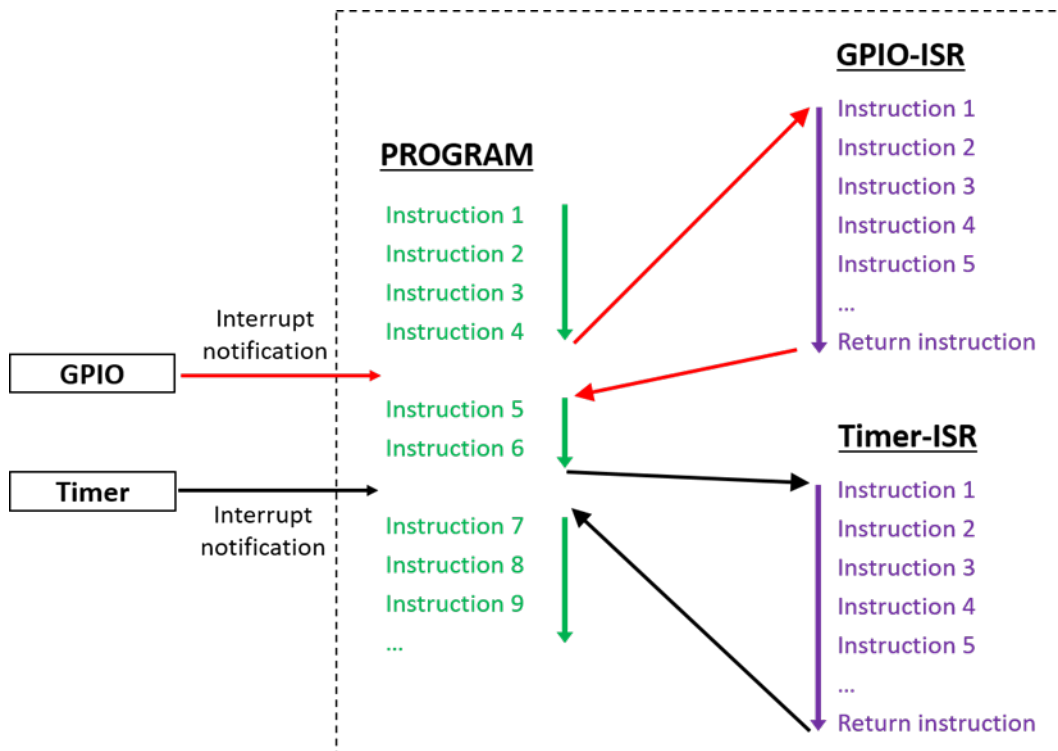 GPIO
Interrupt
notification
Timer
Interrupt
notification
PROGRAM
Instruction 1
Instruction 2
Instruction 3
Instruction 4
Instruction 5
Instruction 6
Instruction 7
Instruction 8
Instruction 9
...
GPIO-ISR
Instruction 1
Instruction 2
Instruction 3
Instruction 4
Instruction 5
...
Return instruction
Timer-ISR
Instruction 1
Instruction 2
Instruction 3
Instruction 4
Instruction 5
...
Return instruction